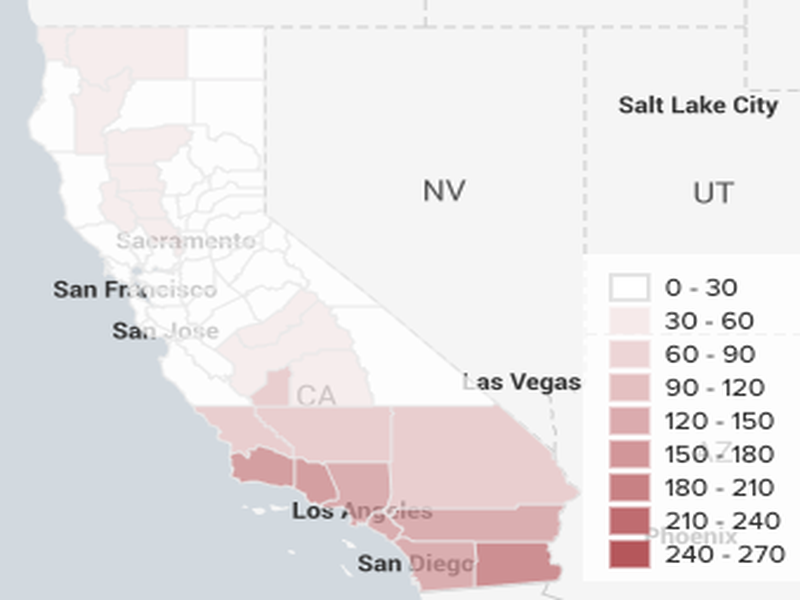 Salt Lake City
NV
UT
Sacramento
San Francisco
San Jose
Las Vegas
CA
Los Angeles
San Diego
AZ
Phoenix
0 - 30
30 - 60
60 - 90
90 - 120
120 - 150
150 - 180
180 - 210
210 - 240
240 - 270